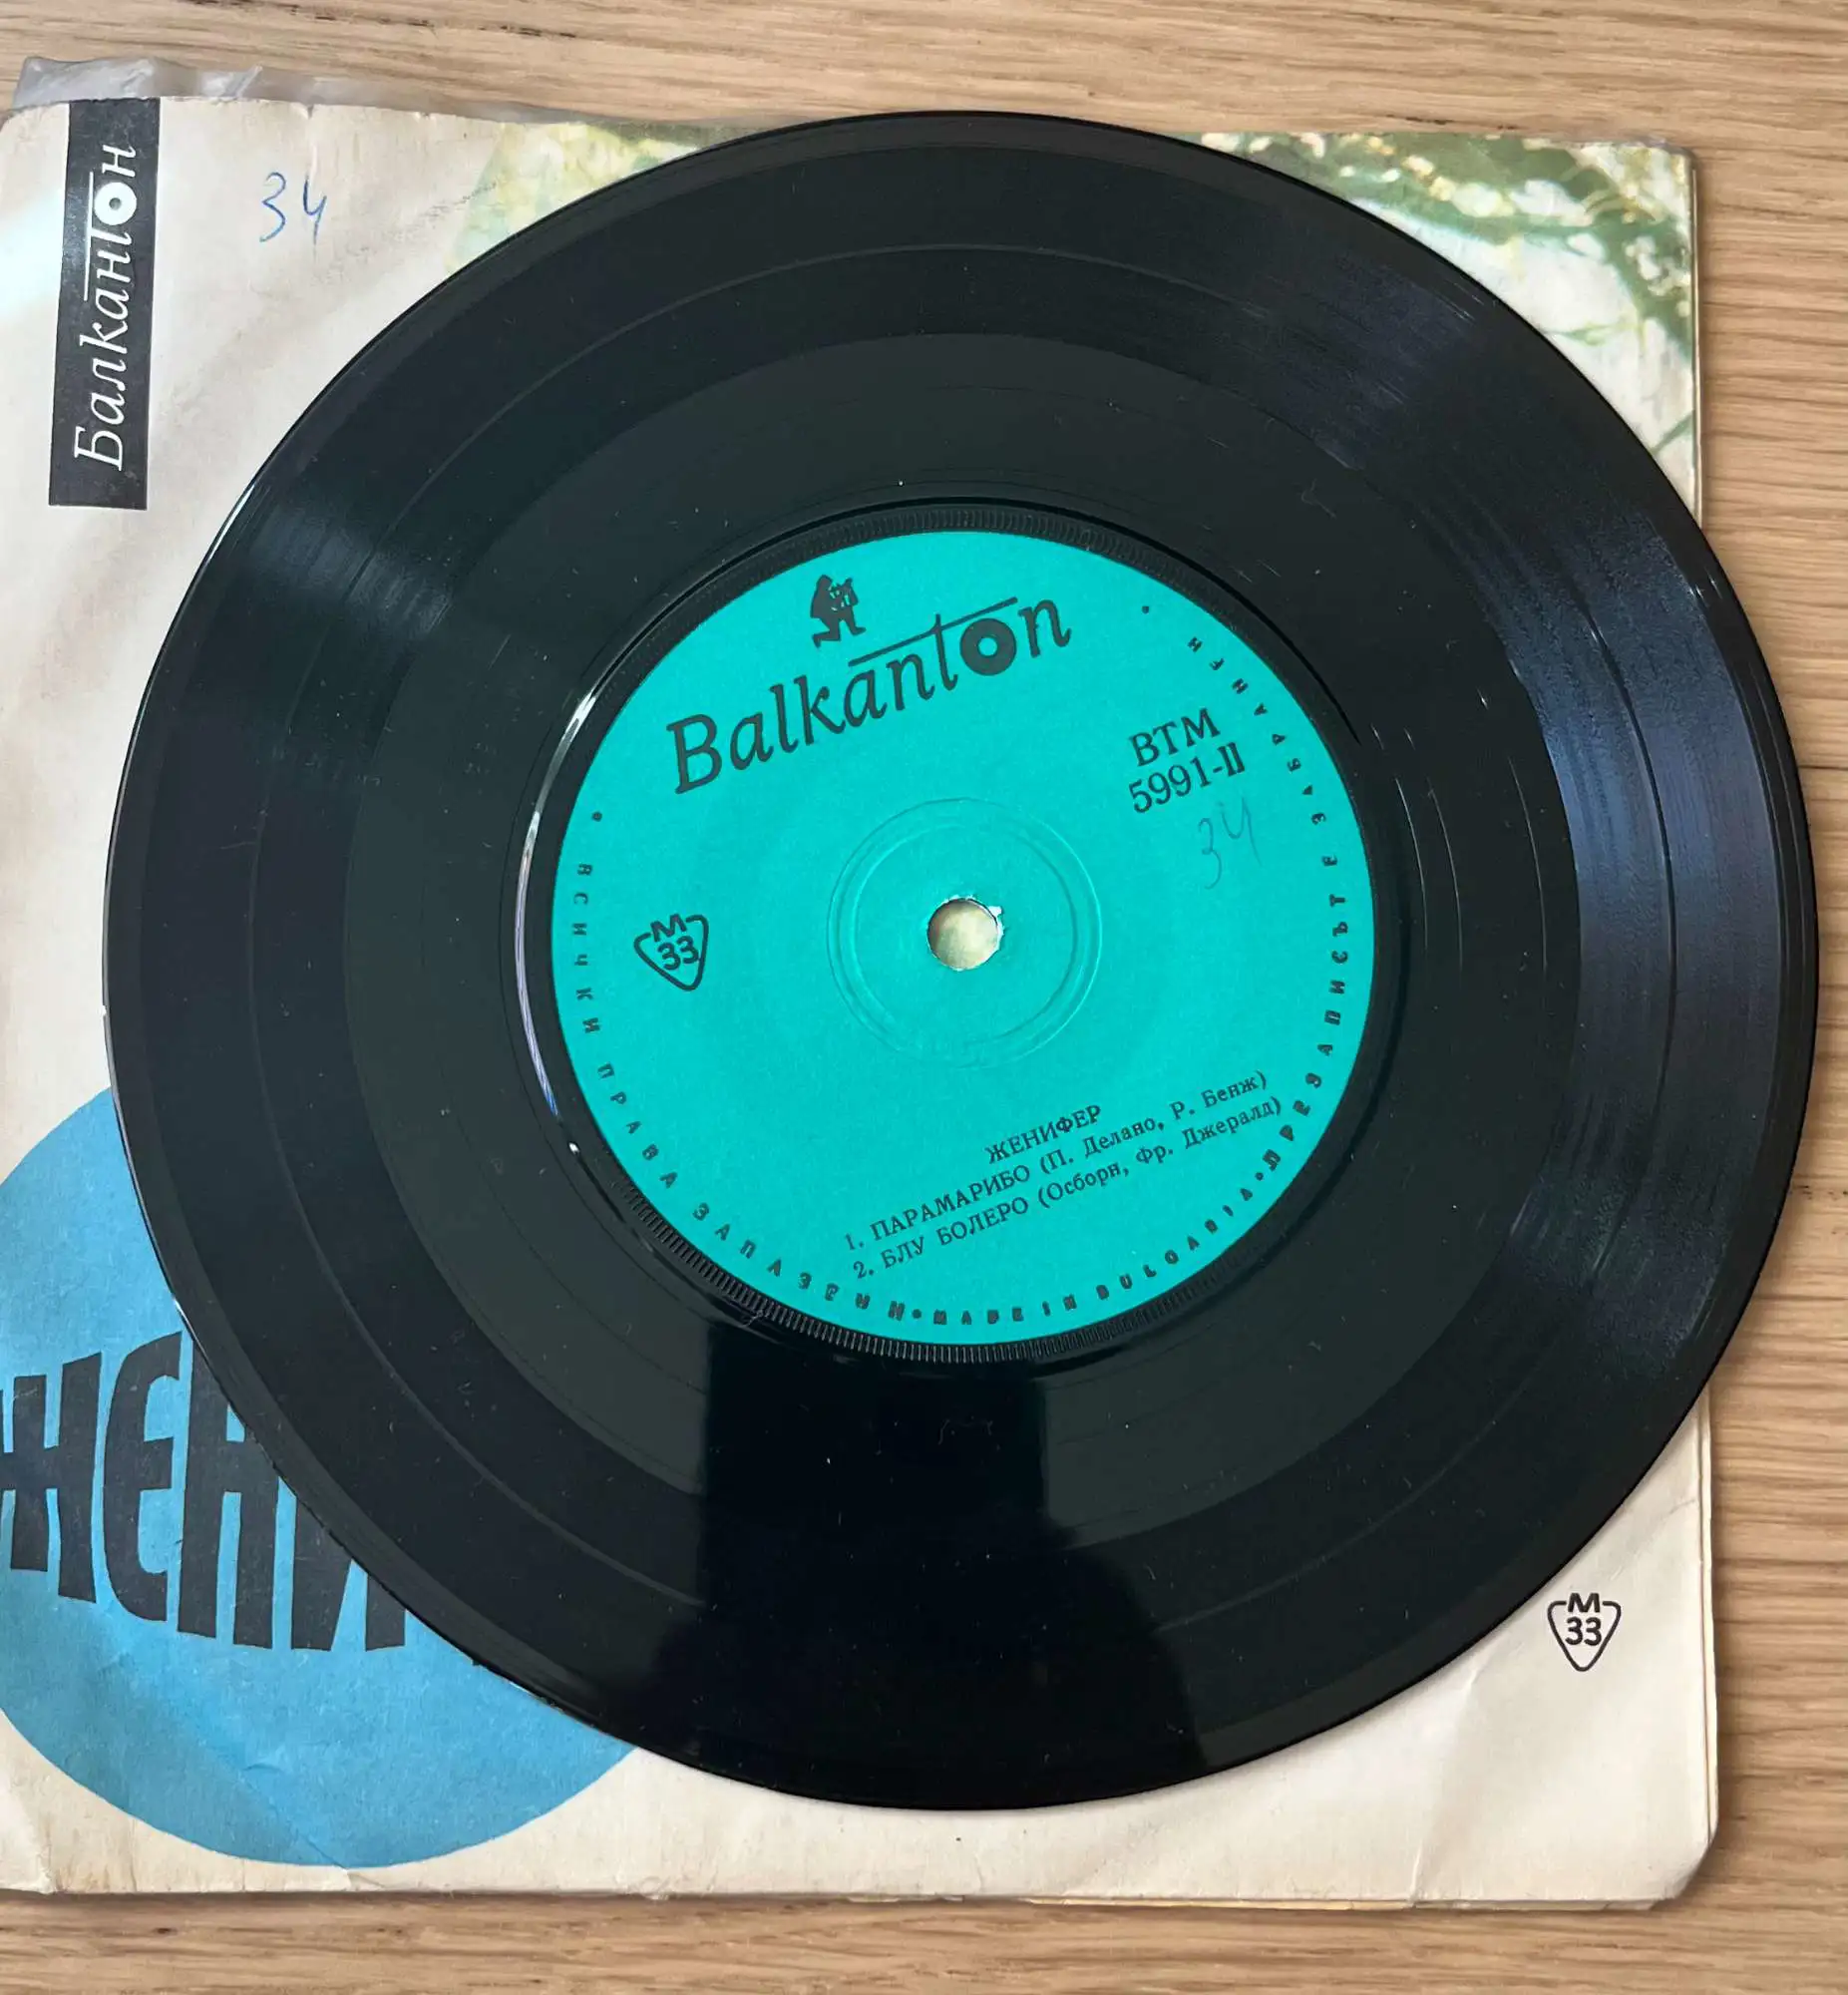 Балкантон
34
Balkanton
ВТМ
5991-II
34
М
33
ЖЕНИФЕР
1. ПАРАМАРИБО (П. Делано, Р. Бенж)
2. БЛУ БОЛЕРО (Осборн, Фр. Джералд)
• ВСИЧКИ ПРАВА ЗАПАЗЕНИ • MADE IN BULGARIA • ПРЕЗАПИСЪТ Е ЗАБРАНЕН •
ЖЕНИ
М
33